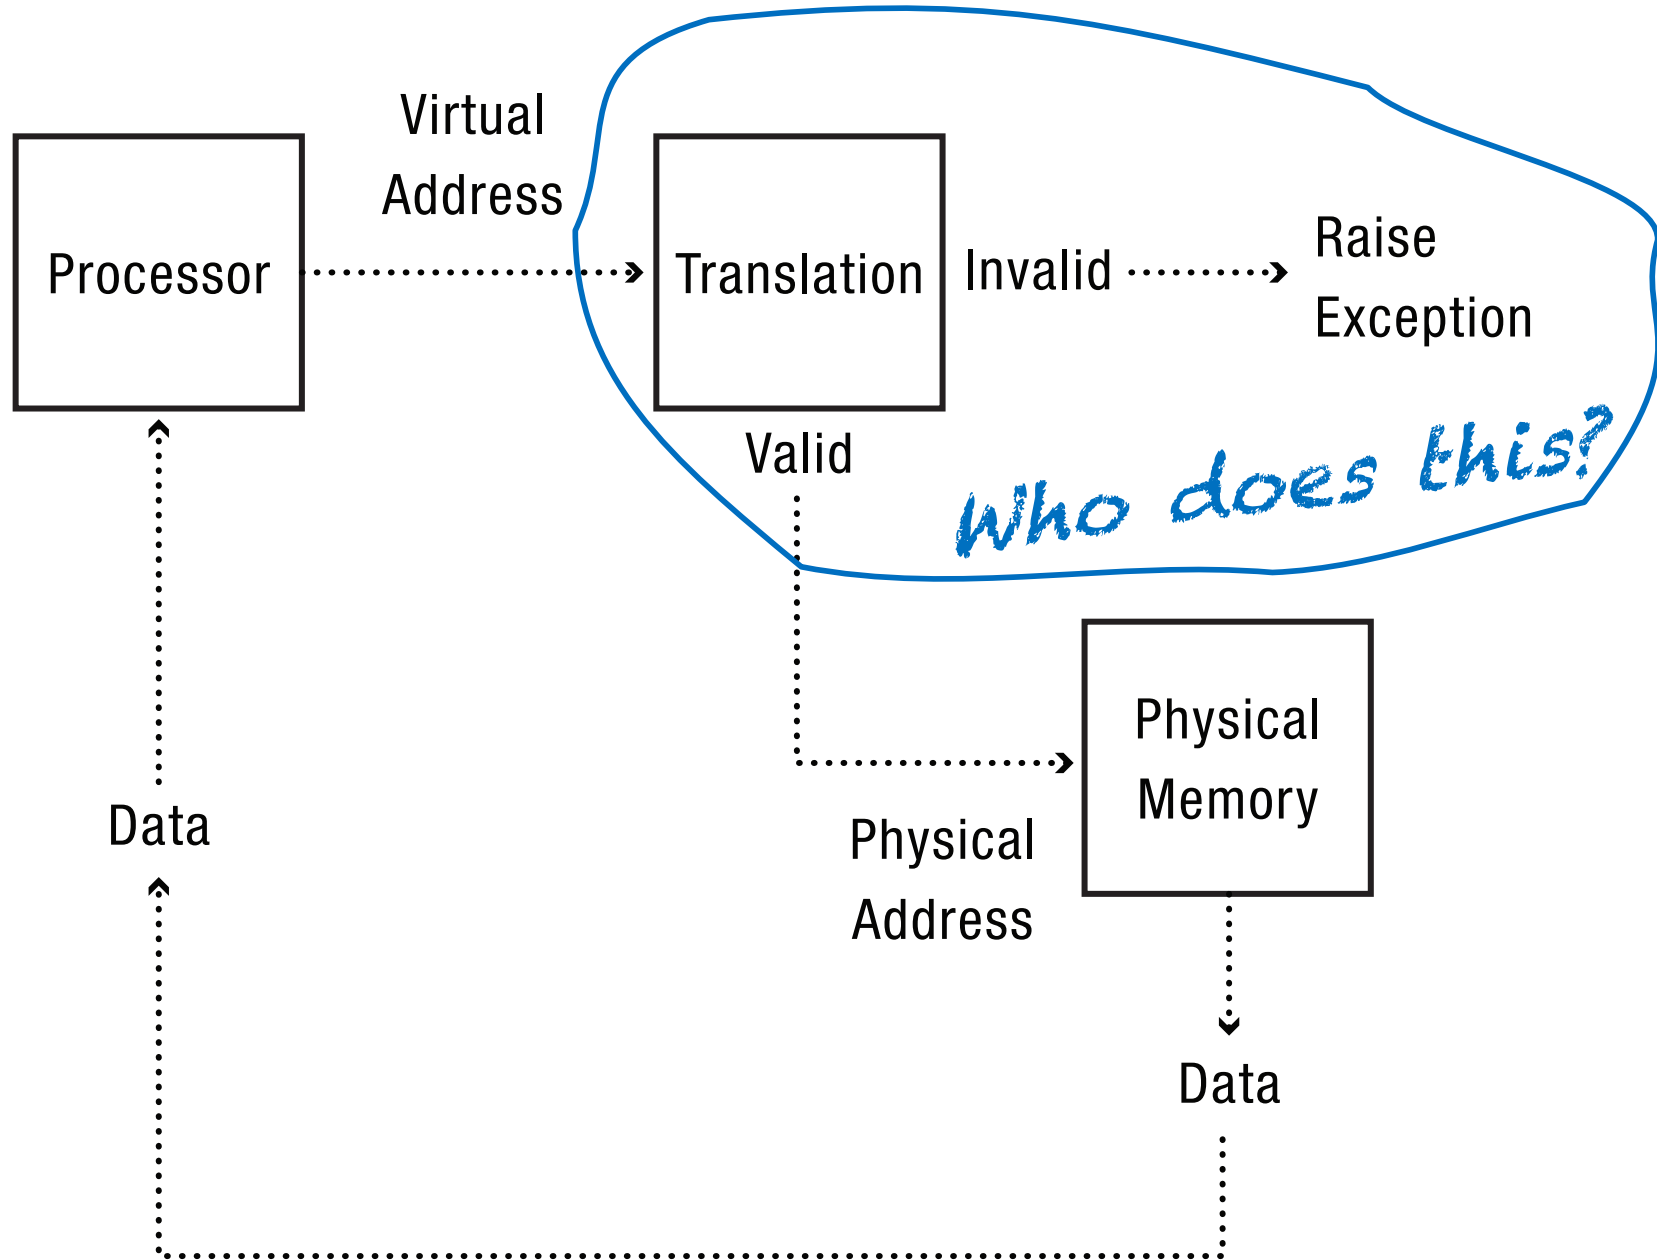 Virtual
Address
Processor
Translation
Invalid
Raise
Exception
Valid
Who does this?
Physical
Memory
Data
Physical
Address
Data